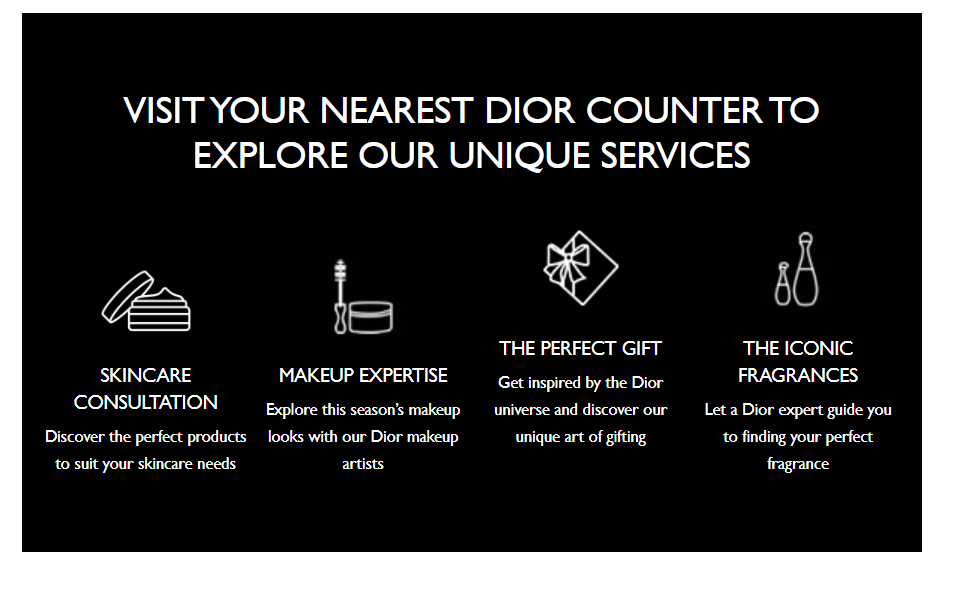 VISIT YOUR NEAREST DIOR COUNTER TO
EXPLORE OUR UNIQUE SERVICES
SKINCARE
CONSULTATION
Discover the perfect products
to suit your skincare needs
MAKEUP EXPERTISE
Explore this season’s makeup
looks with our Dior makeup
artists
THE PERFECT GIFT
Get inspired by the Dior
universe and discover our
unique art of gifting
THE ICONIC
FRAGRANCES
Let a Dior expert guide you
to finding your perfect
fragrance